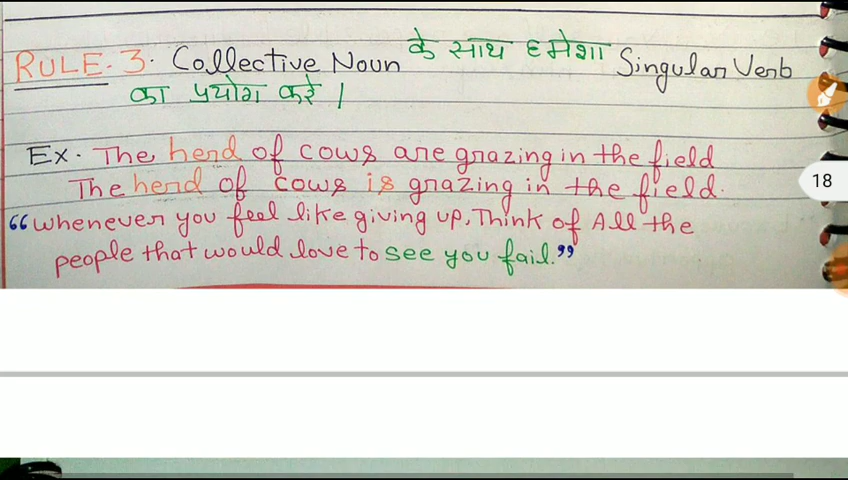 RULE-3. Collective Noun के साथ हमेशा Singular Verb
का प्रयोग करे |
Ex. The herd of cows are grazing in the field
The herd of cows is grazing in the field.
18
“whenever you feel like giving up, Think of All the
people that would love to see you fail.”